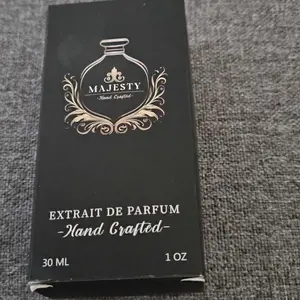 MAJESTY
-Hand Crafted-
EXTRAIT DE PARFUM
-Hand Crafted-
30 ML 1 OZ